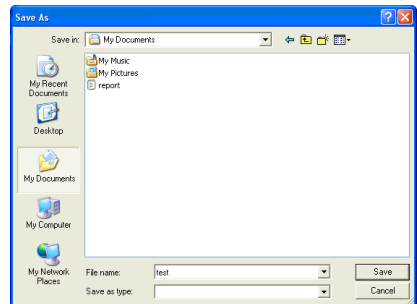 Save As
Save in: My Documents
My Music
My Pictures
report
My Recent
Documents
Desktop
My Documents
My Computer
My Network
Places
File name: test
Save
Save as type:
Cancel